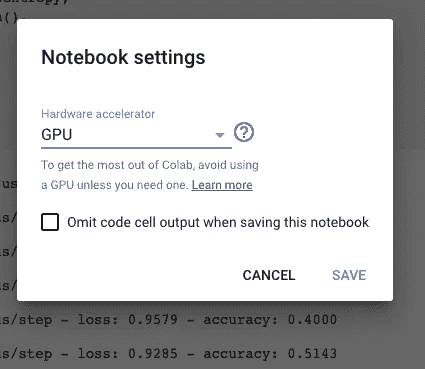 Notebook settings
Hardware accelerator
GPU
?
To get the most out of Colab, avoid using
a GPU unless you need one. Learn more
Omit code cell output when saving this notebook
CANCEL SAVE
us/step - loss: 0.9579 - accuracy: 0.4000
us/step - loss: 0.9285 - accuracy: 0.5143